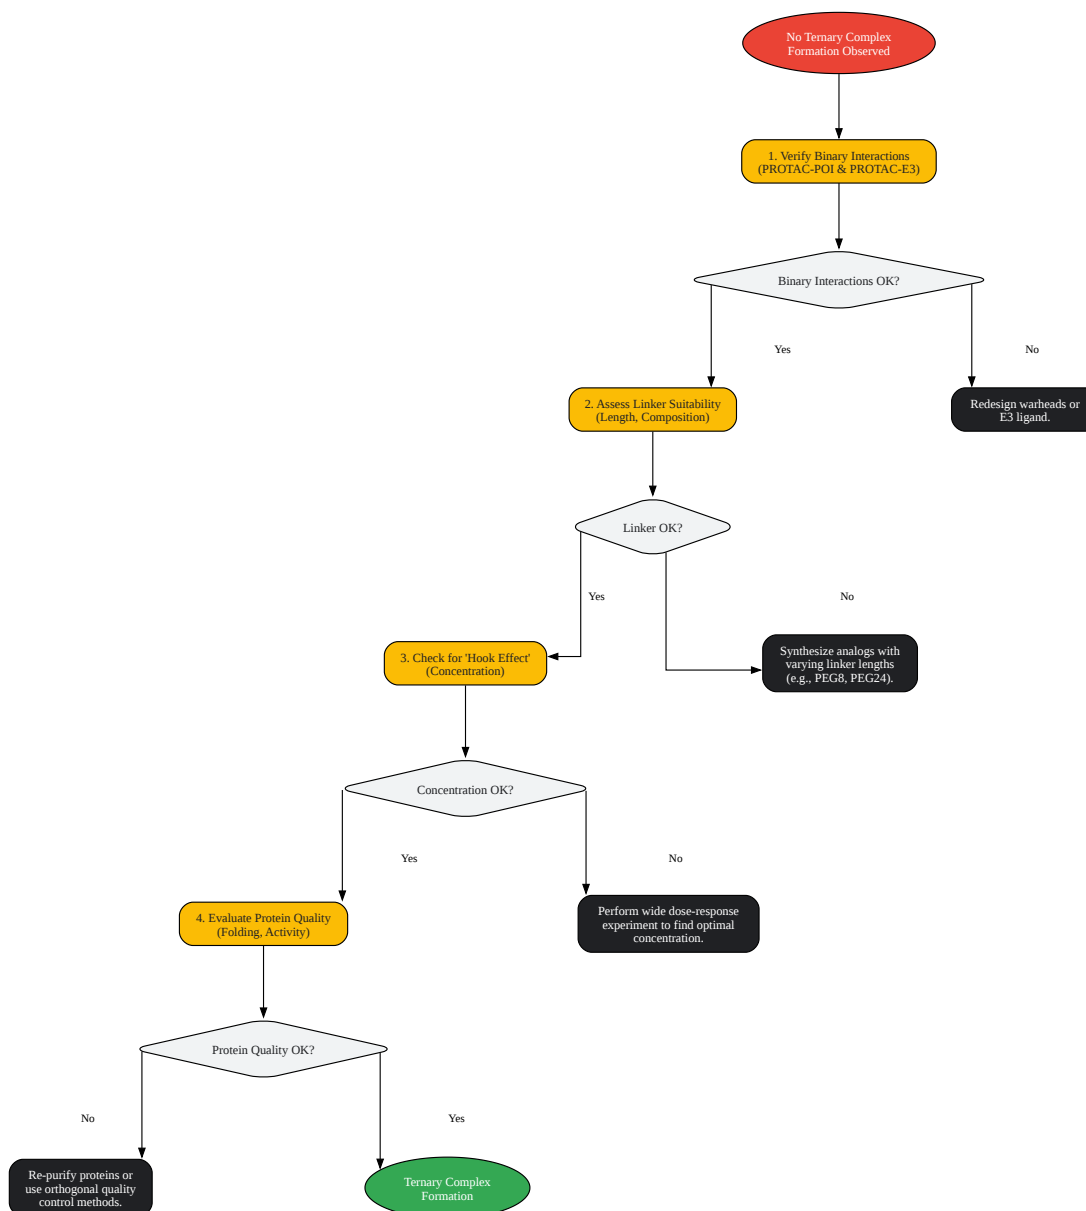 No Ternary Complex
Formation Observed
1. Verify Binary Interactions
(PROTAC-POI & PROTAC-E3)
Binary Interactions OK?
Yes
No
2. Assess Linker Suitability
(Length, Composition)
Redesign warheads or
E3 ligand.
Linker OK?
Yes
No
3. Check for 'Hook Effect'
(Concentration)
Synthesize analogs with
varying linker lengths
(e.g., PEG8, PEG24).
Concentration OK?
Yes
No
4. Evaluate Protein Quality
(Folding, Activity)
Perform wide dose-response
experiment to find optimal
concentration.
Protein Quality OK?
No
Yes
Re-purify proteins or
use orthogonal quality
control methods.
Ternary Complex
Formation